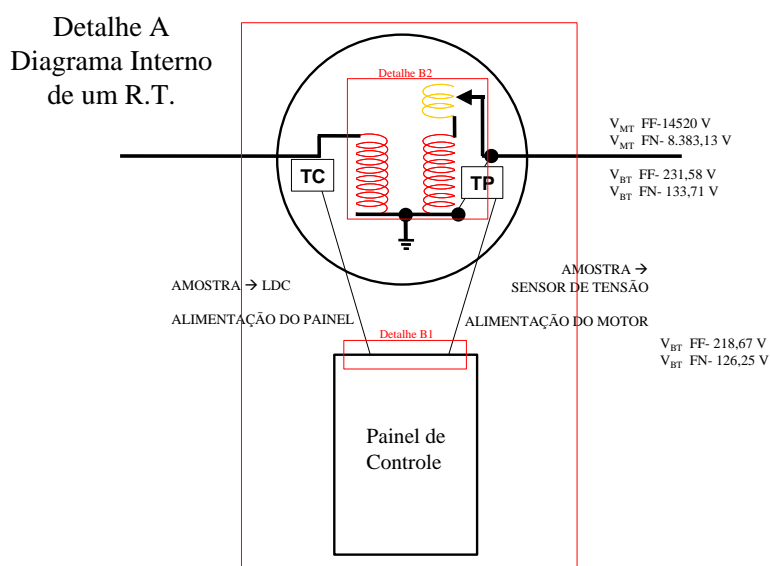 Detalhe A
Diagrama Interno
de um R.T.
Detalhe B2
TC
TP
V_MT FF-14520 V
V_MT FN- 8.383,13 V
V_BT FF- 231,58 V
V_BT FN- 133,71 V
AMOSTRA → LDC
ALIMENTAÇÃO DO PAINEL
AMOSTRA →
SENSOR DE TENSÃO
ALIMENTAÇÃO DO MOTOR
Detalhe B1
V_BT FF- 218,67 V
V_BT FN- 126,25 V
Painel de
Controle